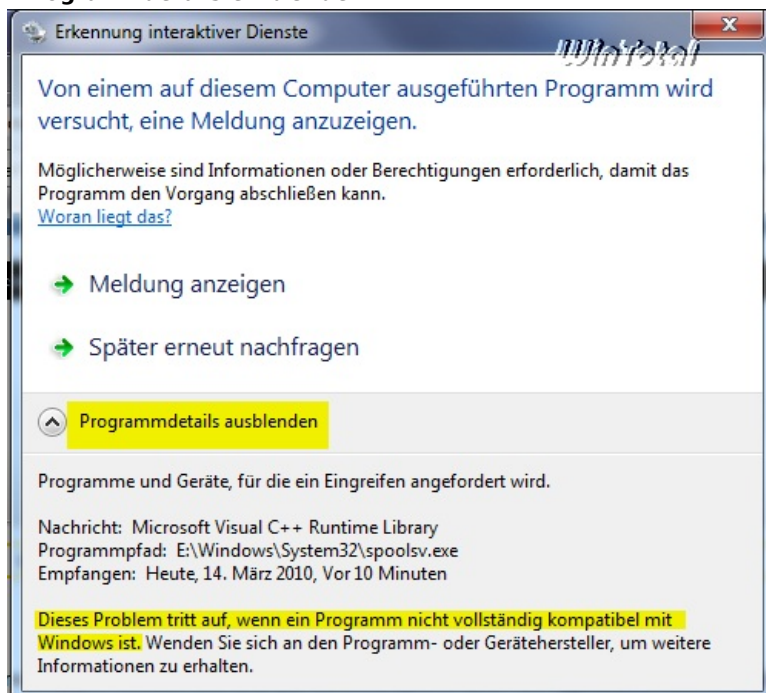 Erkennung interaktiver Dienste
WinTotal
Von einem auf diesem Computer ausgeführten Programm wird
versucht, eine Meldung anzuzeigen.
Möglicherweise sind Informationen oder Berechtigungen erforderlich, damit das
Programm den Vorgang abschließen kann.
Woran liegt das?
Meldung anzeigen
Später erneut nachfragen
Programmdetails ausblenden
Programme und Geräte, für die ein Eingreifen angefordert wird.
Nachricht: Microsoft Visual C++ Runtime Library
Programmpfad: E:\Windows\System32\spoolsv.exe
Empfangen: Heute, 14. März 2010, Vor 10 Minuten
Dieses Problem tritt auf, wenn ein Programm nicht vollständig kompatibel mit
Windows ist. Wenden Sie sich an den Programm- oder Gerätehersteller, um weitere
Informationen zu erhalten.